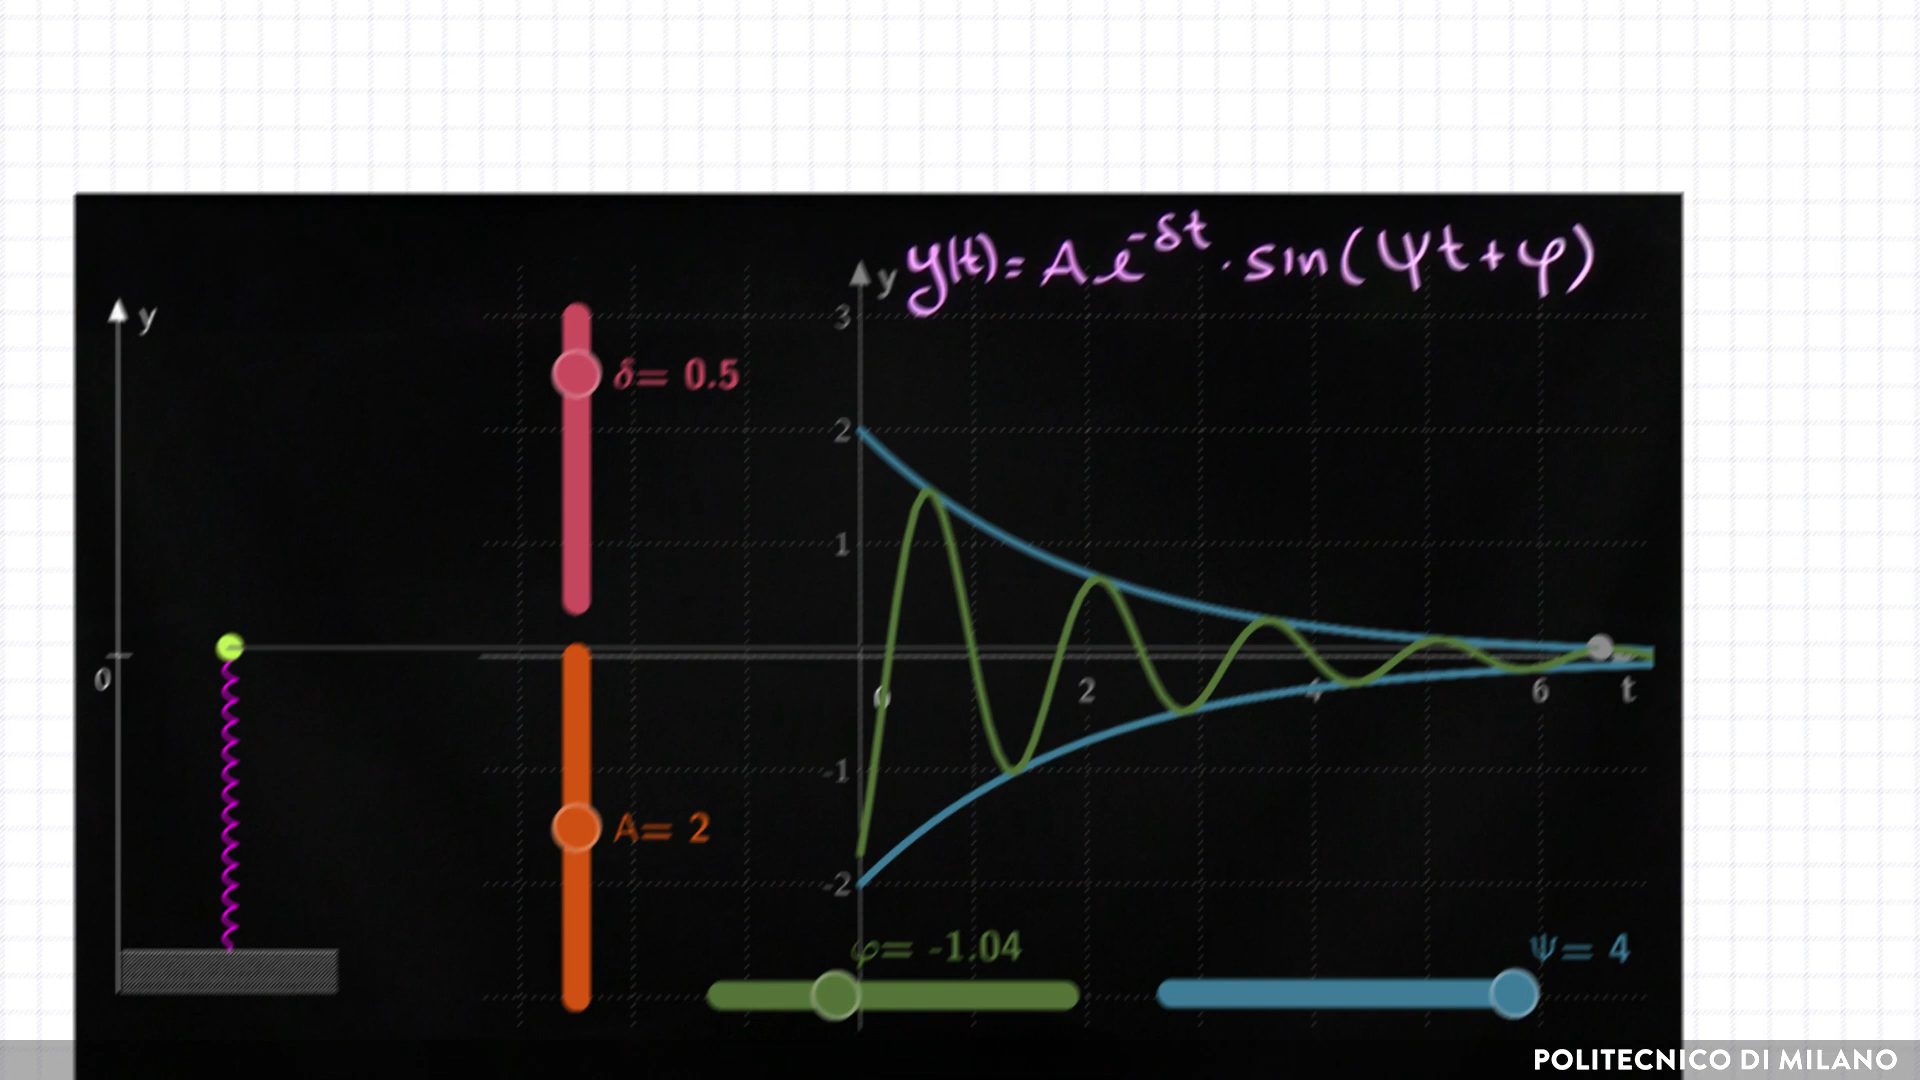 y(t) = A e^{-δt} · sin(ψt + φ)
y
y
3
δ= 0.5
2
1
0
0
2
4
6
t
-1
A= 2
-2
φ= -1.04
ψ= 4
POLITECNICO DI MILANO